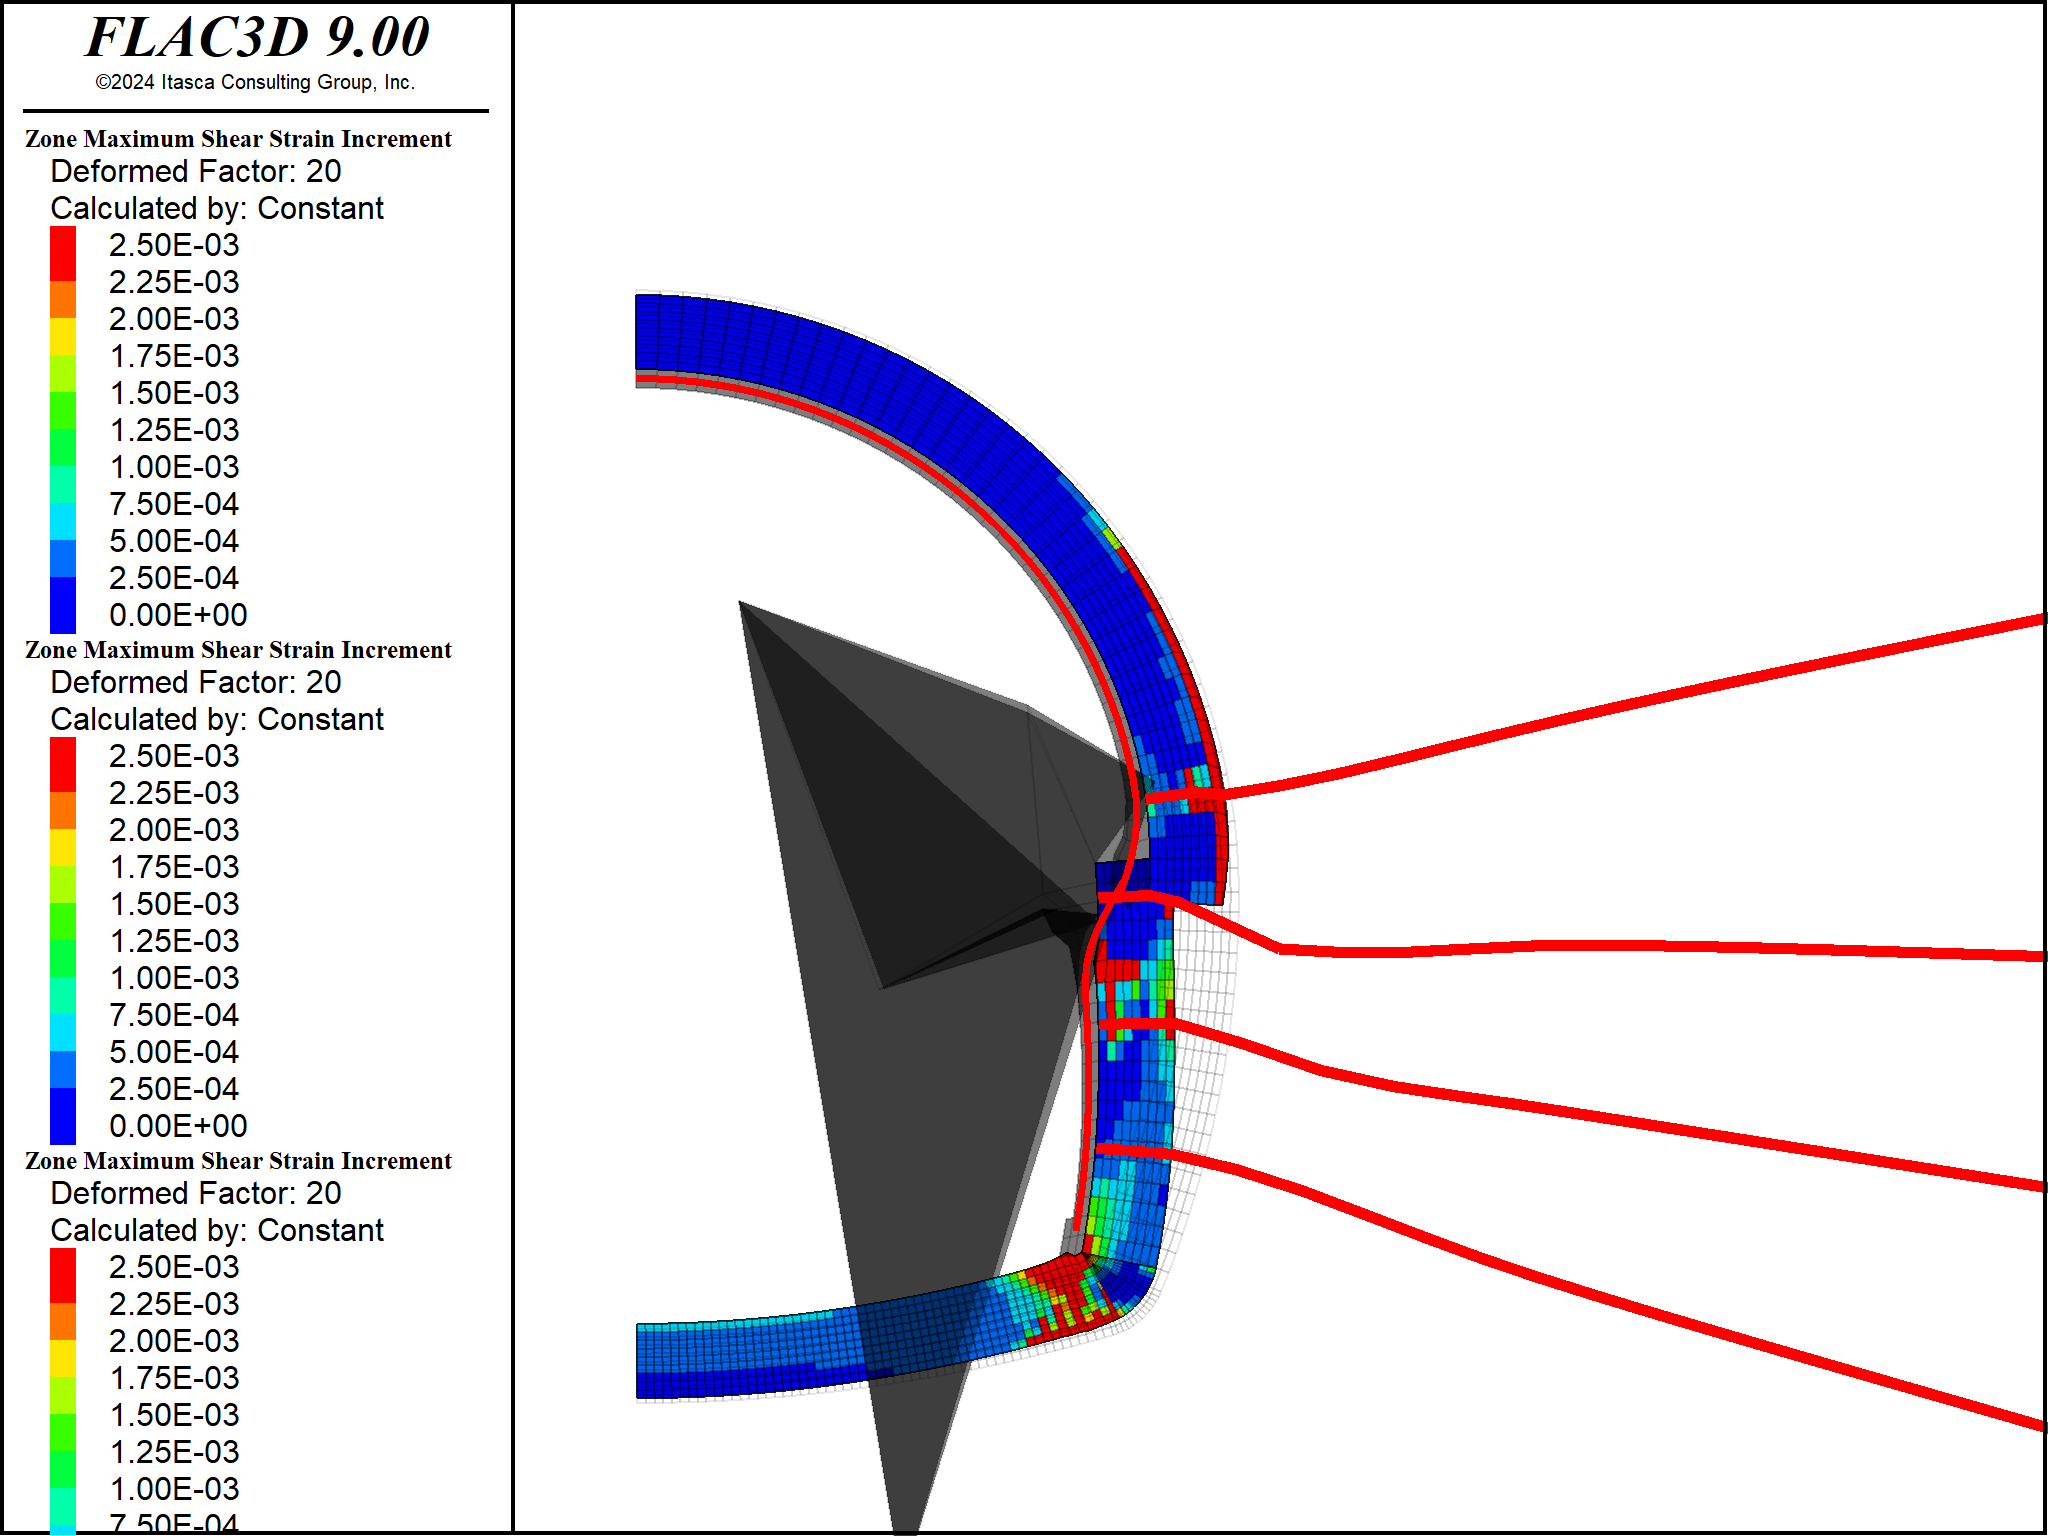 FLAC3D 9.00
©2024 Itasca Consulting Group, Inc.
Zone Maximum Shear Strain Increment
Deformed Factor: 20
Calculated by: Constant
2.50E-03
2.25E-03
2.00E-03
1.75E-03
1.50E-03
1.25E-03
1.00E-03
7.50E-04
5.00E-04
2.50E-04
0.00E+00
Zone Maximum Shear Strain Increment
Deformed Factor: 20
Calculated by: Constant
2.50E-03
2.25E-03
2.00E-03
1.75E-03
1.50E-03
1.25E-03
1.00E-03
7.50E-04
5.00E-04
2.50E-04
0.00E+00
Zone Maximum Shear Strain Increment
Deformed Factor: 20
Calculated by: Constant
2.50E-03
2.25E-03
2.00E-03
1.75E-03
1.50E-03
1.25E-03
1.00E-03
7.50E-04